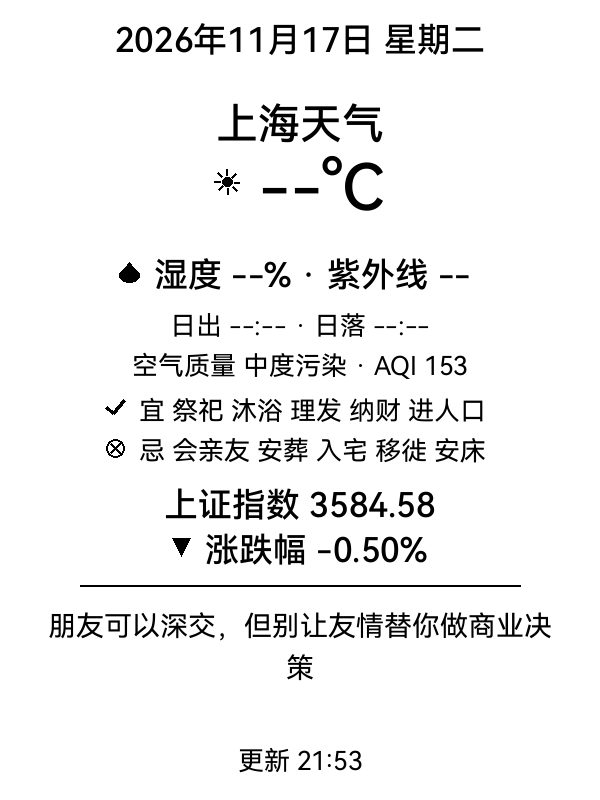 2026年11月17日 星期二
上海天气
--°C
湿度 --% · 紫外线 --
日出 --:-- · 日落 --:--
空气质量 中度污染 · AQI 153
宜 祭祀 沐浴 理发 纳财 进人口
忌 会亲友 安葬 入宅 移徙 安床
上证指数 3584.58
▼ 涨跌幅 -0.50%
朋友可以深交，但别让友情替你做商业决
策
更新 21:53